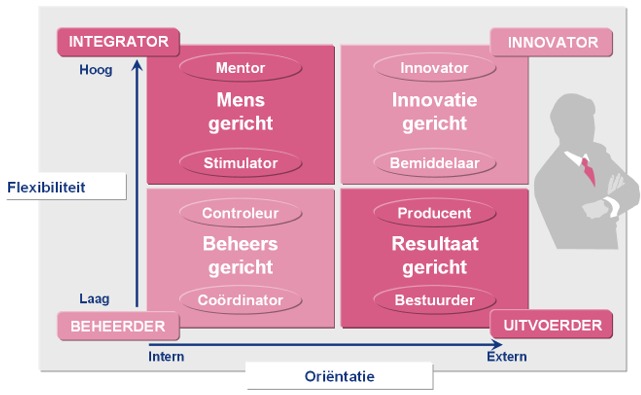 INTEGRATOR
INNOVATOR
Hoog
Mentor
Innovator
Mens
gericht
Innovatie
gericht
Stimulator
Bemiddelaar
Flexibiliteit
Controleur
Producent
Beheers
gericht
Resultaat
gericht
Laag
Coördinator
Bestuurder
BEHEERDER
UITVOERDER
Intern
Extern
Oriëntatie